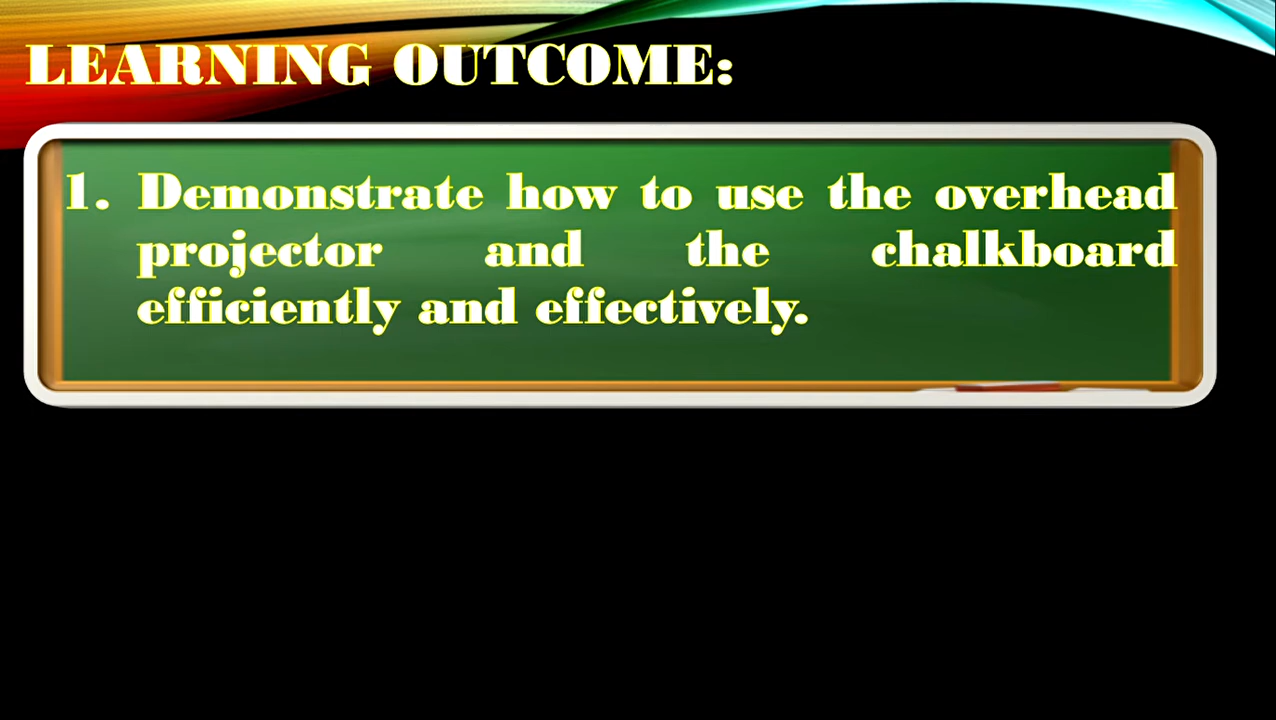 LEARNING OUTCOME:
1. Demonstrate how to use the overhead
projector and the chalkboard
efficiently and effectively.